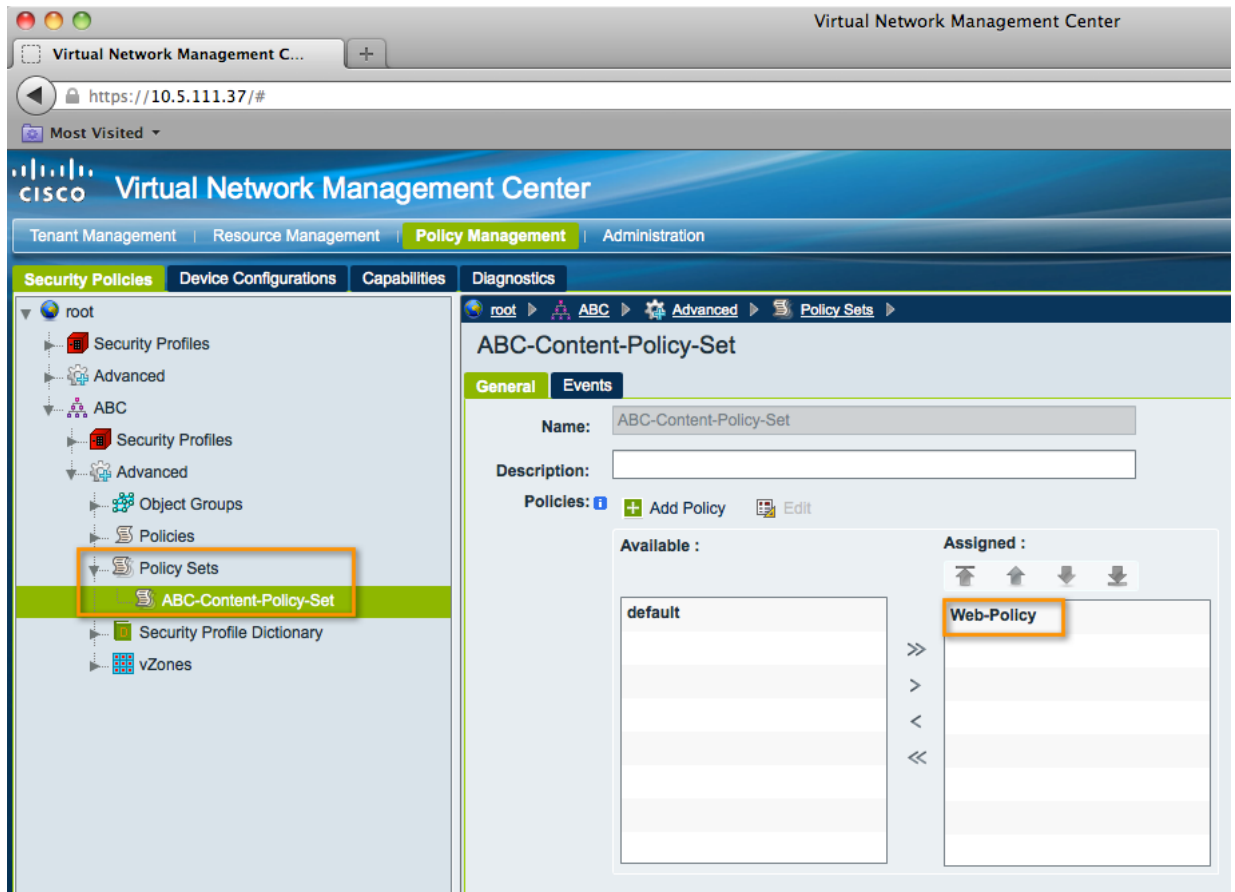 Virtual Network Management Center
Virtual Network Management C...
https://10.5.111.37/#
Most Visited
CISCO Virtual Network Management Center
Tenant Management | Resource Management | Policy Management | Administration
Security Policies Device Configurations Capabilities Diagnostics
root
Security Profiles
Advanced
ABC
Security Profiles
Advanced
Object Groups
Policies
Policy Sets
ABC-Content-Policy-Set
Security Profile Dictionary
vZones
root ABC Advanced Policy Sets
ABC-Content-Policy-Set
General Events
Name: ABC-Content-Policy-Set
Description:
Policies: Add Policy Edit
Available :
default
>>
>
<
<<
Assigned :
Web-Policy